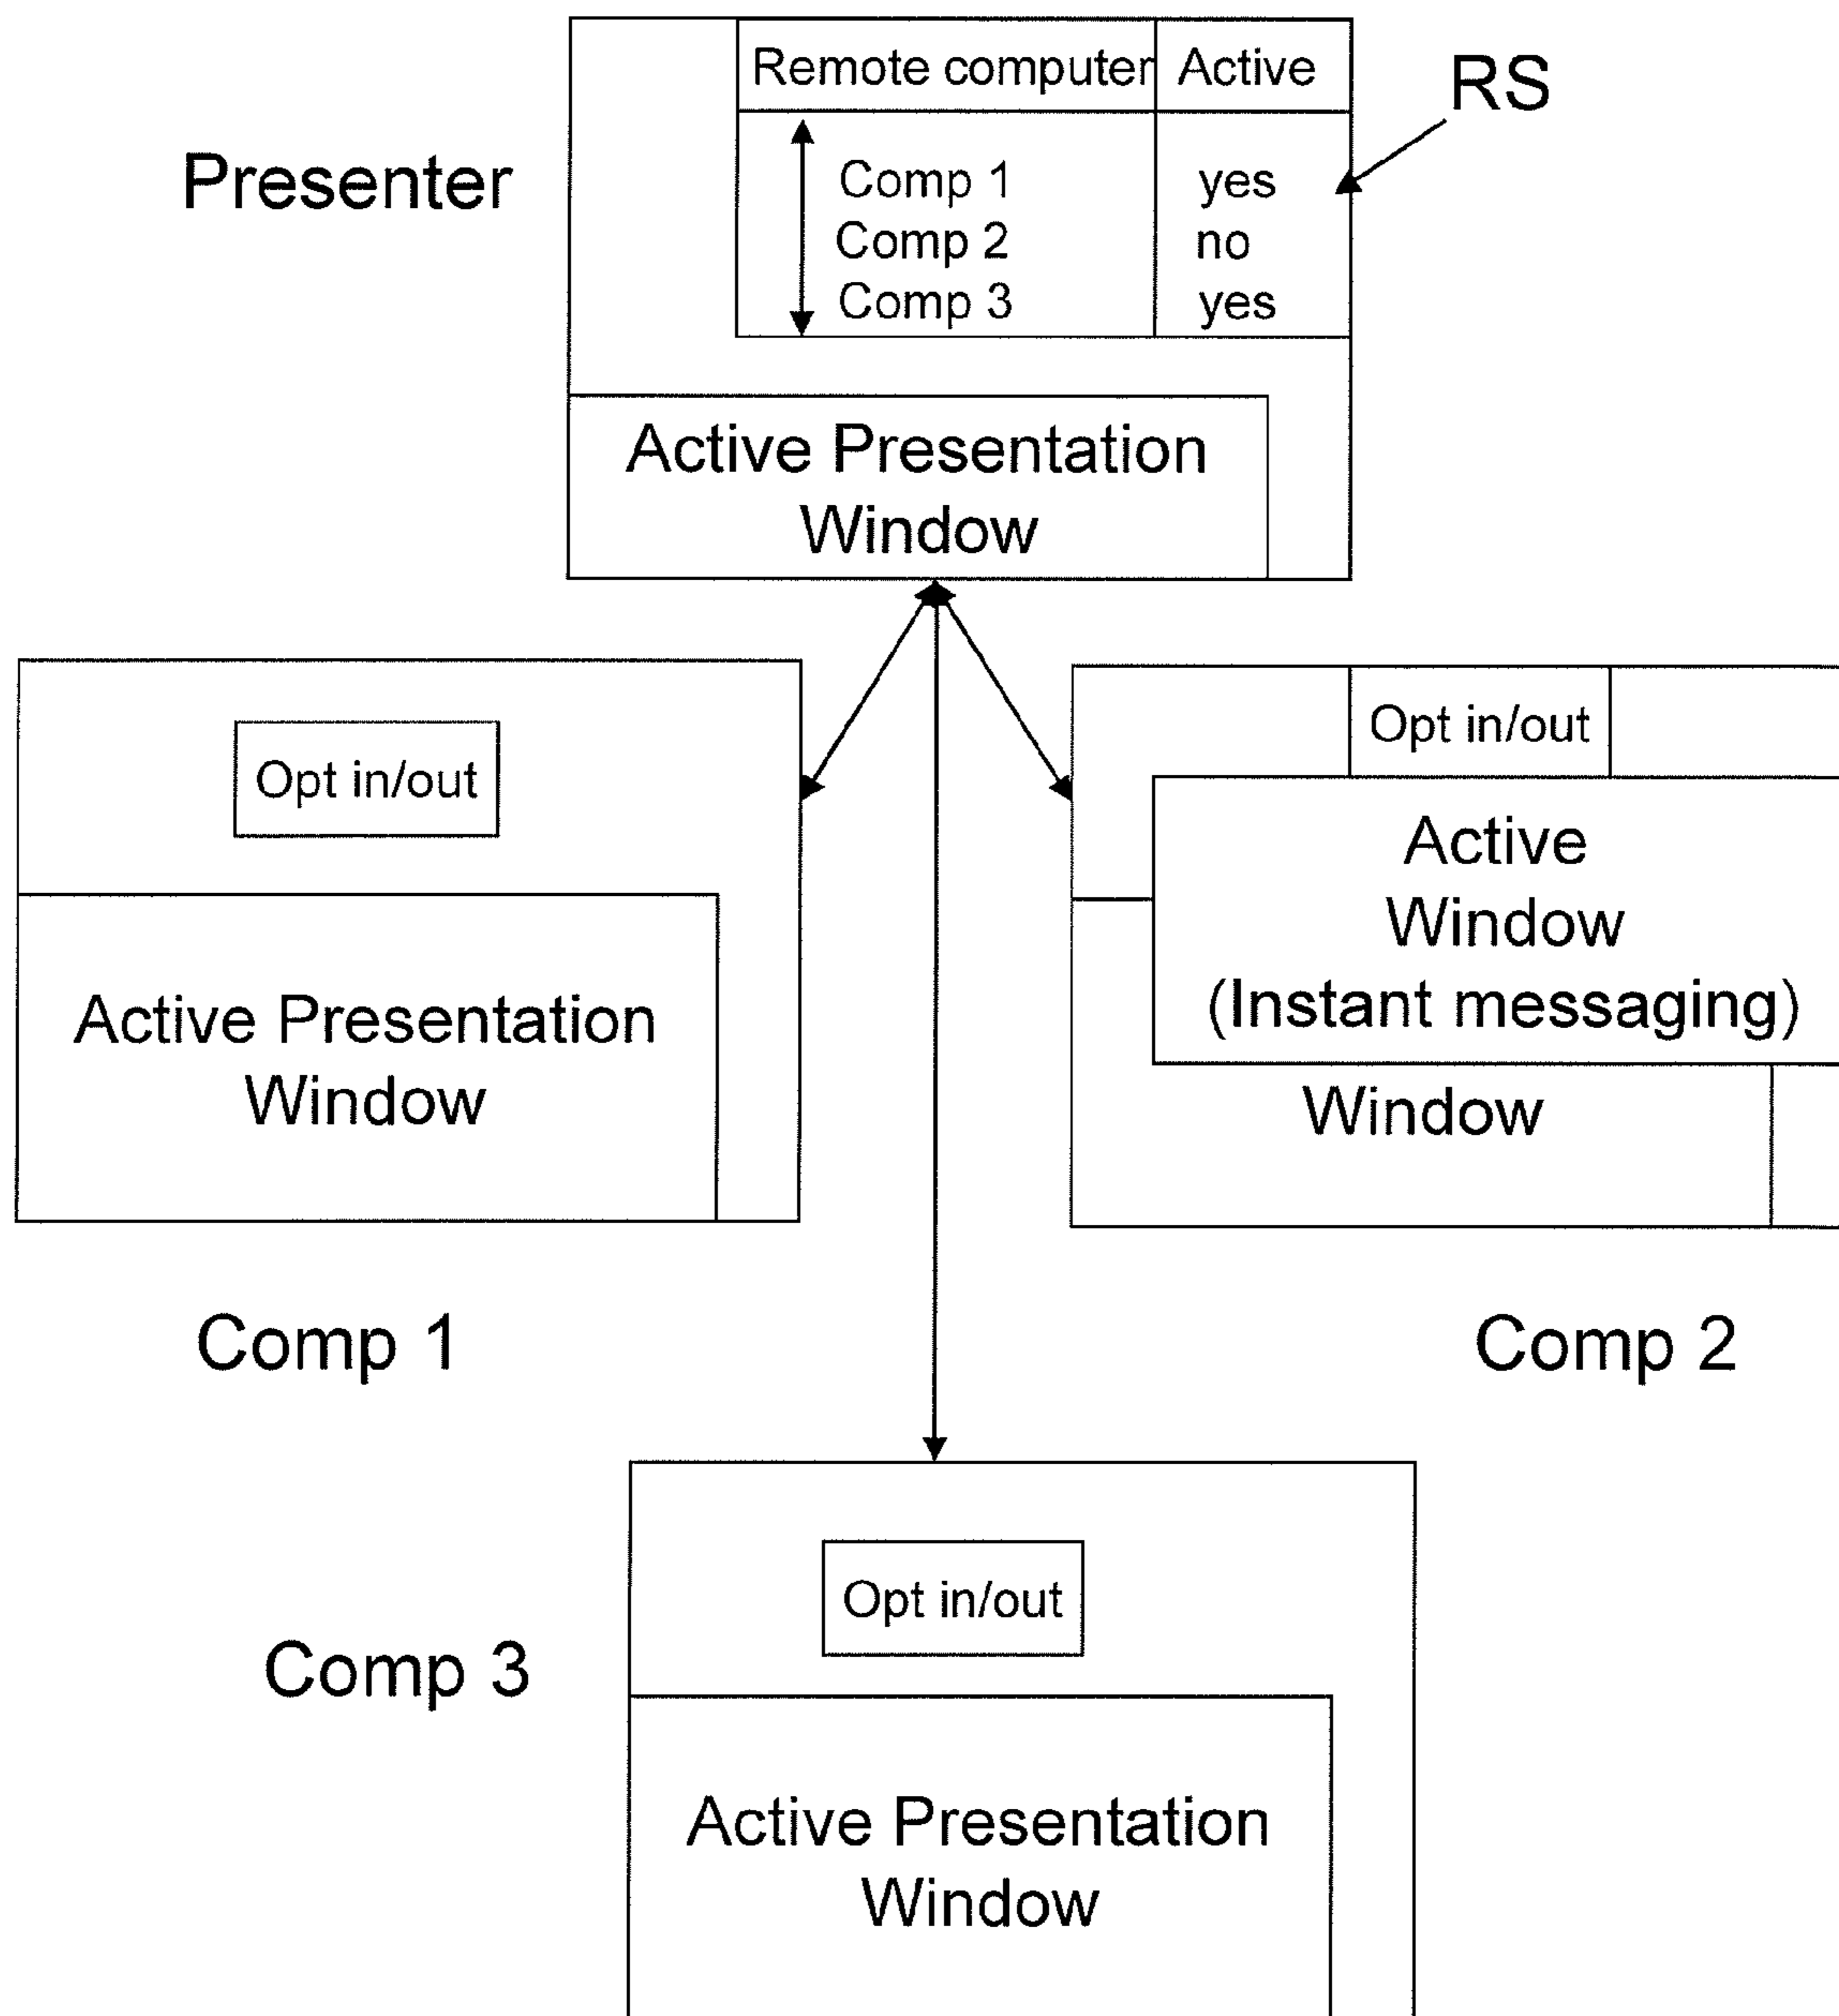 Remote computer Active
RS
Presenter
Comp 1 yes
Comp 2 no
Comp 3 yes
Active Presentation
Window
Opt in/out
Active Presentation
Window
Comp 1
Opt in/out
Active
Window
(Instant messaging)
Window
Comp 2
Comp 3
Opt in/out
Active Presentation
Window